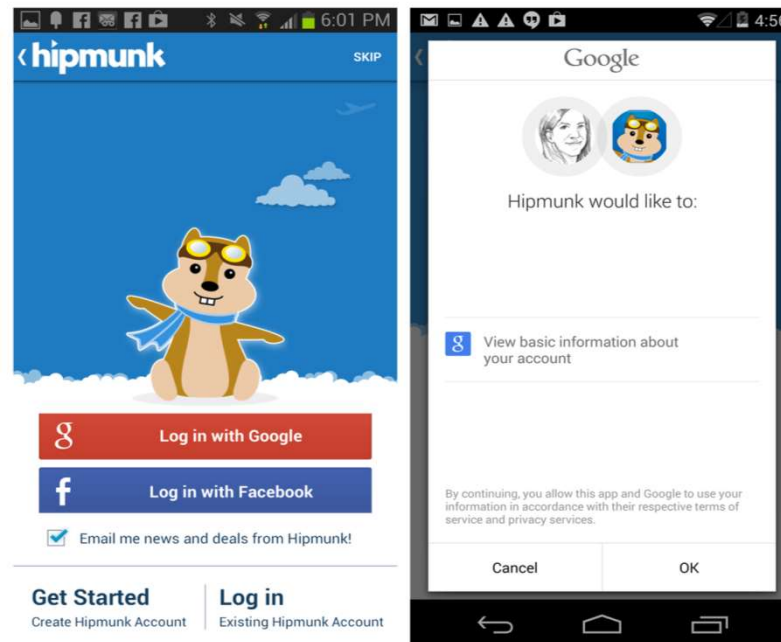 6:01 PM
hipmunk
SKIP
g Log in with Google
f Log in with Facebook
Email me news and deals from Hipmunk!
Get Started
Create Hipmunk Account
Log in
Existing Hipmunk Account
4:56
Google
Hipmunk would like to:
g View basic information about
your account
By continuing, you allow this app and Google to use your
information in accordance with their respective terms of
service and privacy services.
Cancel
OK